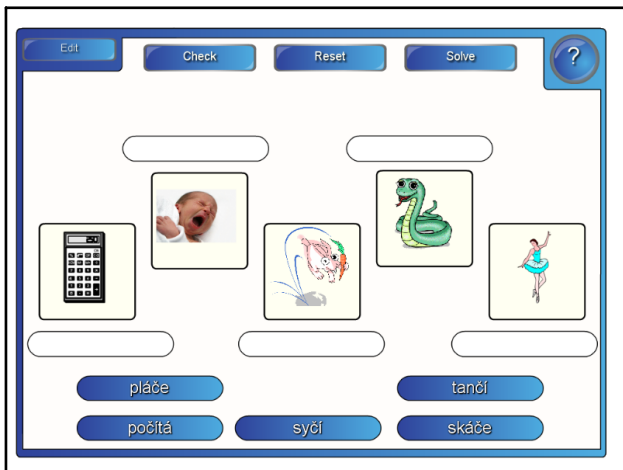 Edit
Check
Reset
Solve
?
pláče
tančí
počítá
syčí
skáče